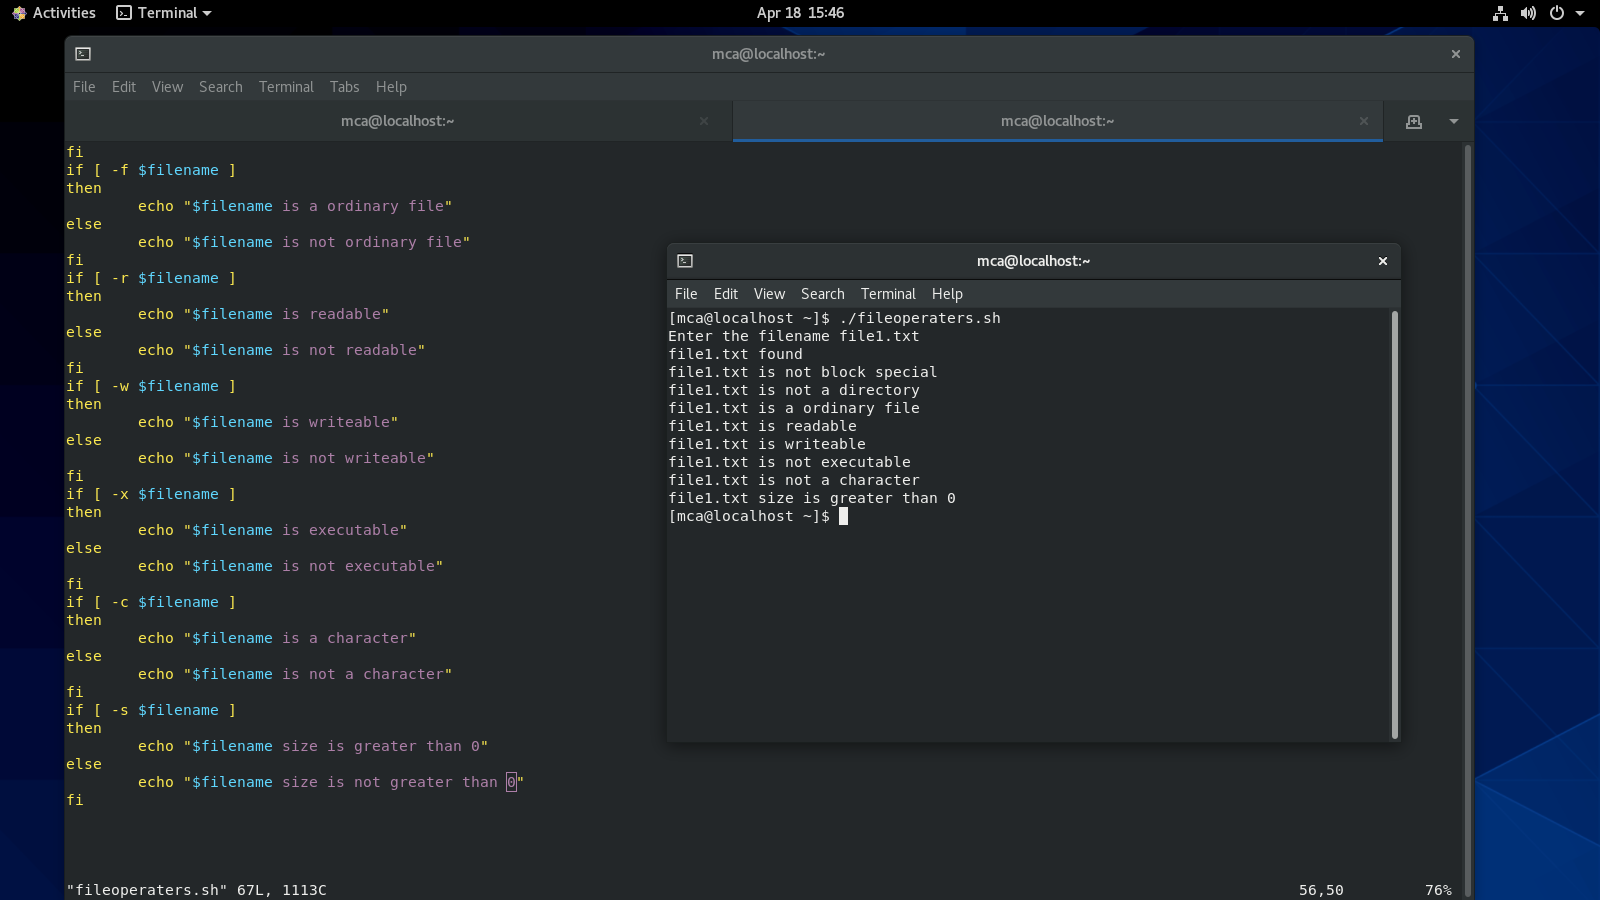 Activities
Terminal
Apr 18 15:46
mca@localhost:~
File Edit View Search Terminal Tabs Help
mca@localhost:~
mca@localhost:~
fi
if [ -f $filename ]
then
        echo "$filename is a ordinary file"
else
        echo "$filename is not ordinary file"
fi
if [ -r $filename ]
then
        echo "$filename is readable"
else
        echo "$filename is not readable"
fi
if [ -w $filename ]
then
        echo "$filename is writeable"
else
        echo "$filename is not writeable"
fi
if [ -x $filename ]
then
        echo "$filename is executable"
else
        echo "$filename is not executable"
fi
if [ -c $filename ]
then
        echo "$filename is a character"
else
        echo "$filename is not a character"
fi
if [ -s $filename ]
then
        echo "$filename size is greater than 0"
else
        echo "$filename size is not greater than 0"
fi
"fileoperaters.sh" 67L, 1113C
56,50
76%
mca@localhost:~
File Edit View Search Terminal Help
[mca@localhost ~]$ ./fileoperaters.sh
Enter the filename file1.txt
file1.txt found
file1.txt is not block special
file1.txt is not a directory
file1.txt is a ordinary file
file1.txt is readable
file1.txt is writeable
file1.txt is not executable
file1.txt is not a character
file1.txt size is greater than 0
[mca@localhost ~]$